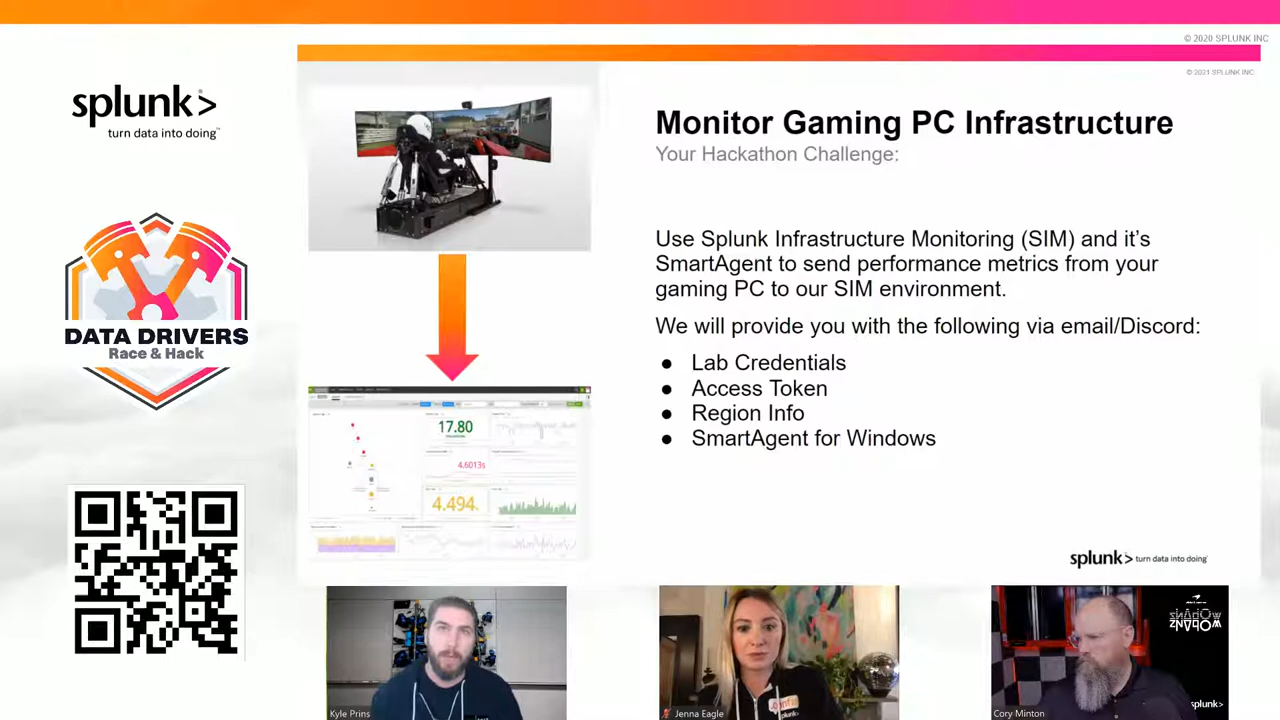 © 2020 SPLUNK INC
© 2021 SPLUNK INC
splunk>
turn data into doing™
DATA DRIVERS
Race & Hack
Monitor Gaming PC Infrastructure
Your Hackathon Challenge:
Use Splunk Infrastructure Monitoring (SIM) and it's
SmartAgent to send performance metrics from your
gaming PC to our SIM environment.
We will provide you with the following via email/Discord:
● Lab Credentials
● Access Token
● Region Info
● SmartAgent for Windows
17.80
4.6013s
4.494
splunk> turn data into doing™
Kyle Prins
Jenna Eagle
splunk>
Cory Minton
splunk>